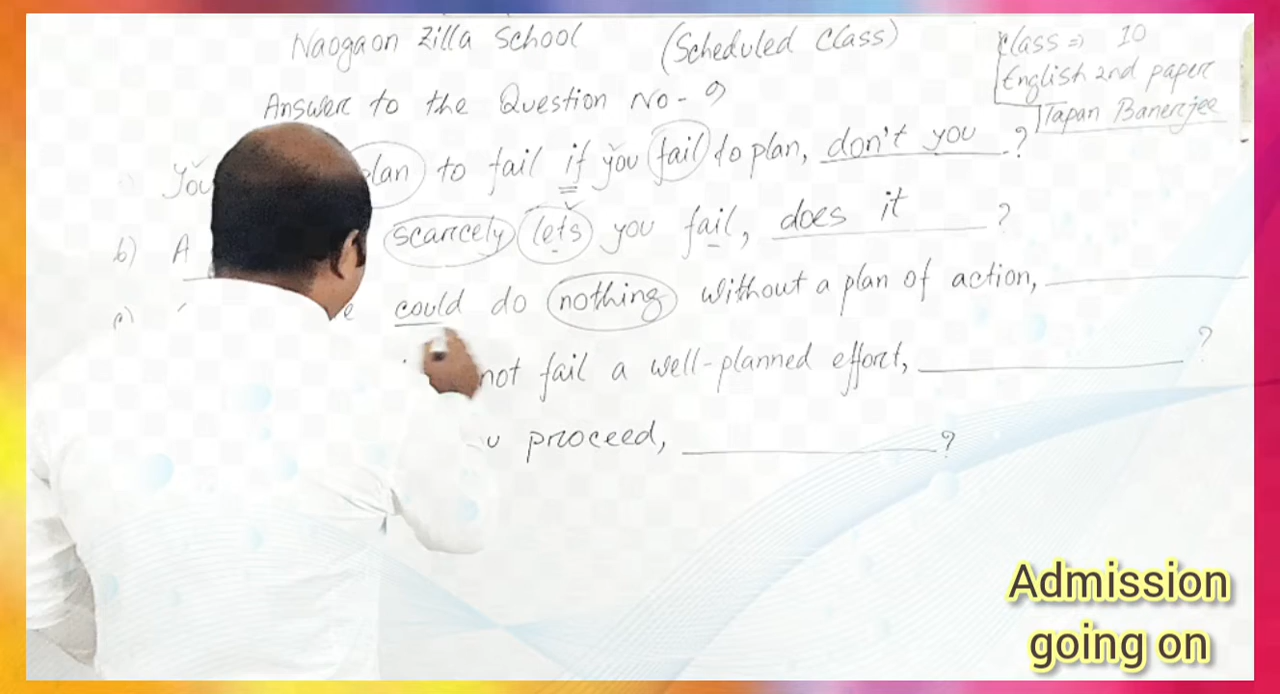 Naogaon Zilla School (Scheduled Class)
Class => 10
English 2nd paper
Tapan Banerjee
Answer to the Question No - 9
You plan to fail if you fail to plan, don't you ?
b) A scarcely let's you fail, does it ?
c) could do nothing without a plan of action,
not fail a well-planned effort, ?
proceed, ?
Admission
going on